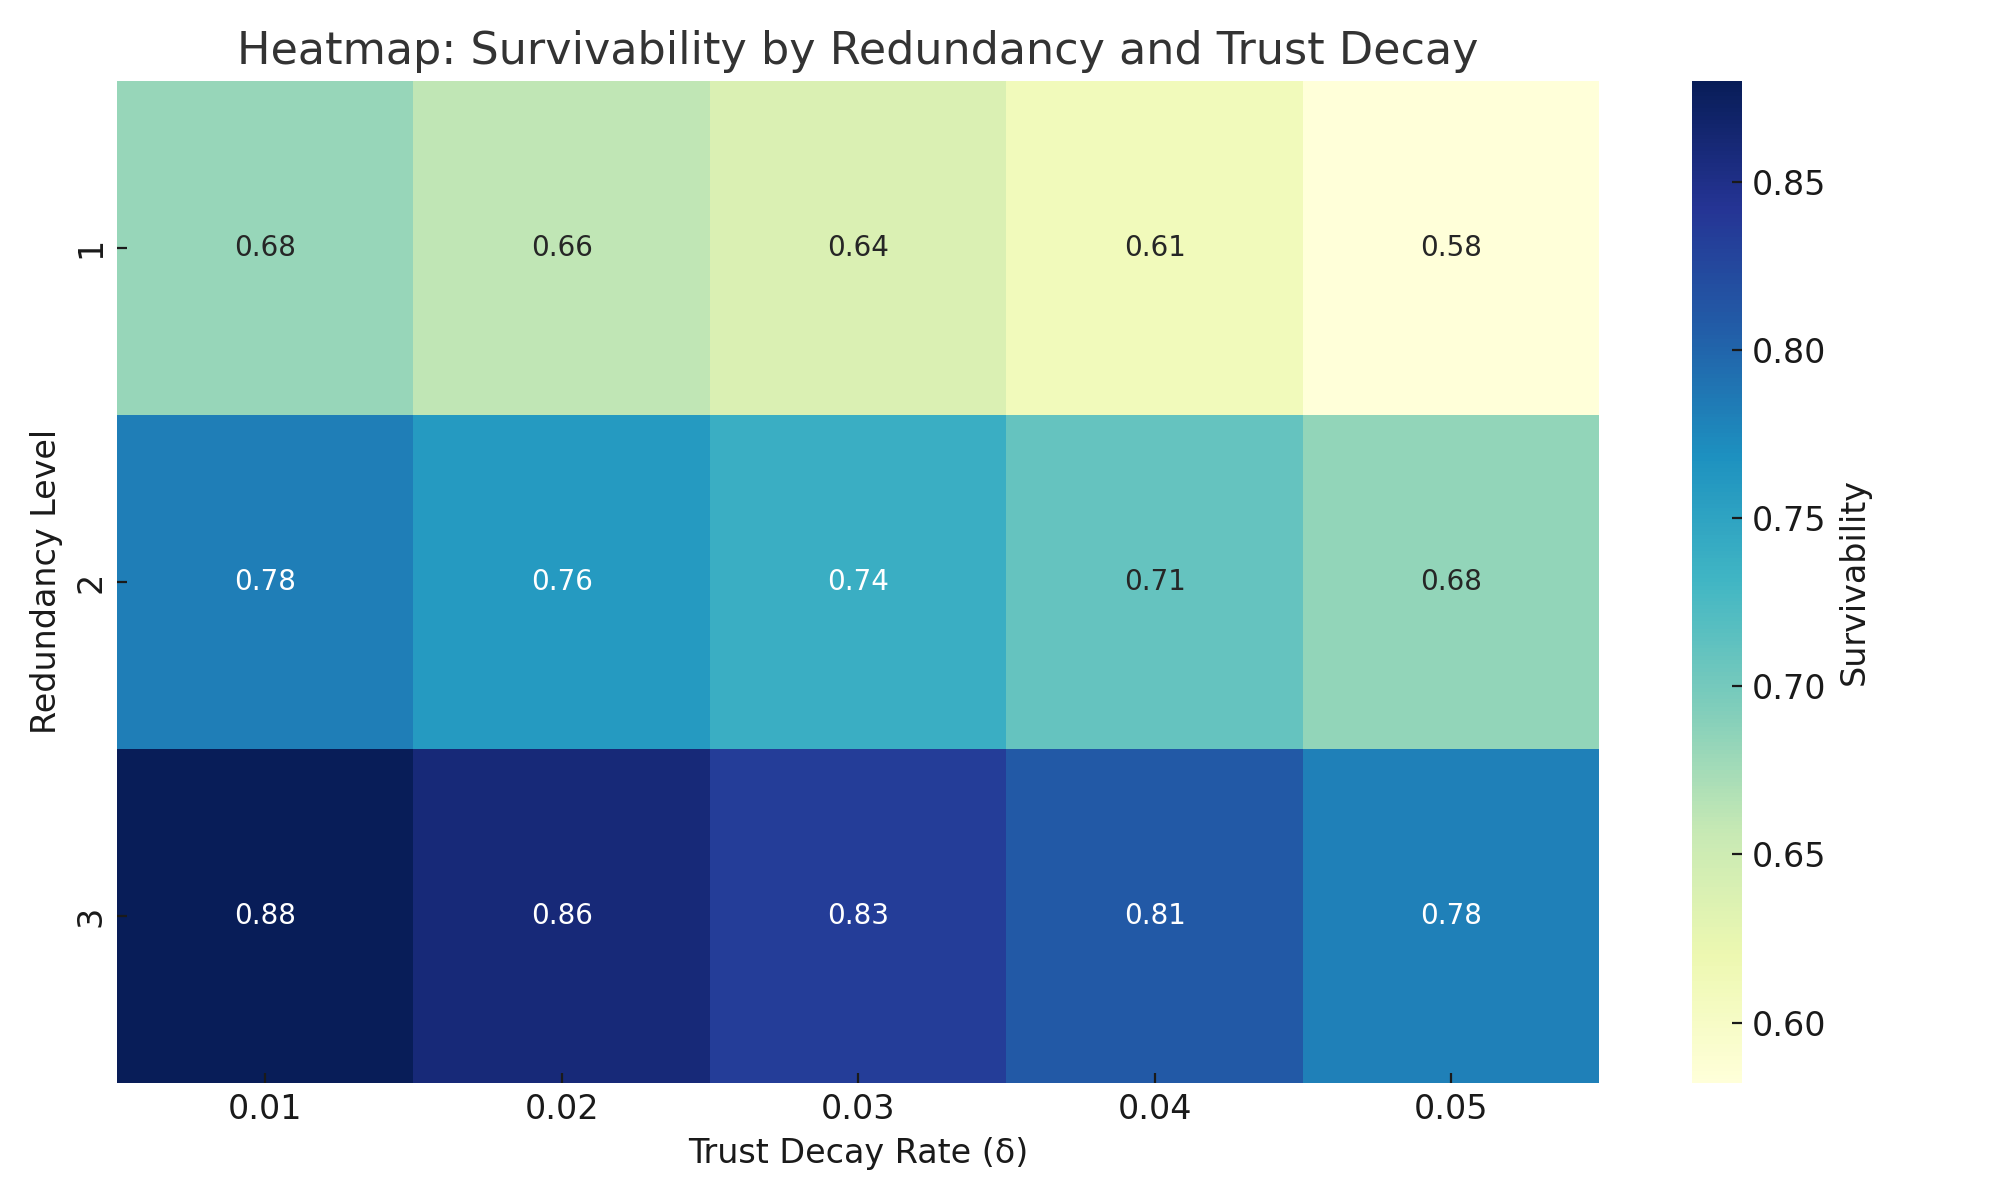 Heatmap: Survivability by Redundancy and Trust Decay
Redundancy Level
1
0.68 0.66 0.64 0.61 0.58
2
0.78 0.76 0.74 0.71 0.68
3
0.88 0.86 0.83 0.81 0.78
0.01 0.02 0.03 0.04 0.05
Trust Decay Rate (δ)
0.85
0.80
0.75
0.70
0.65
0.60
Survivability